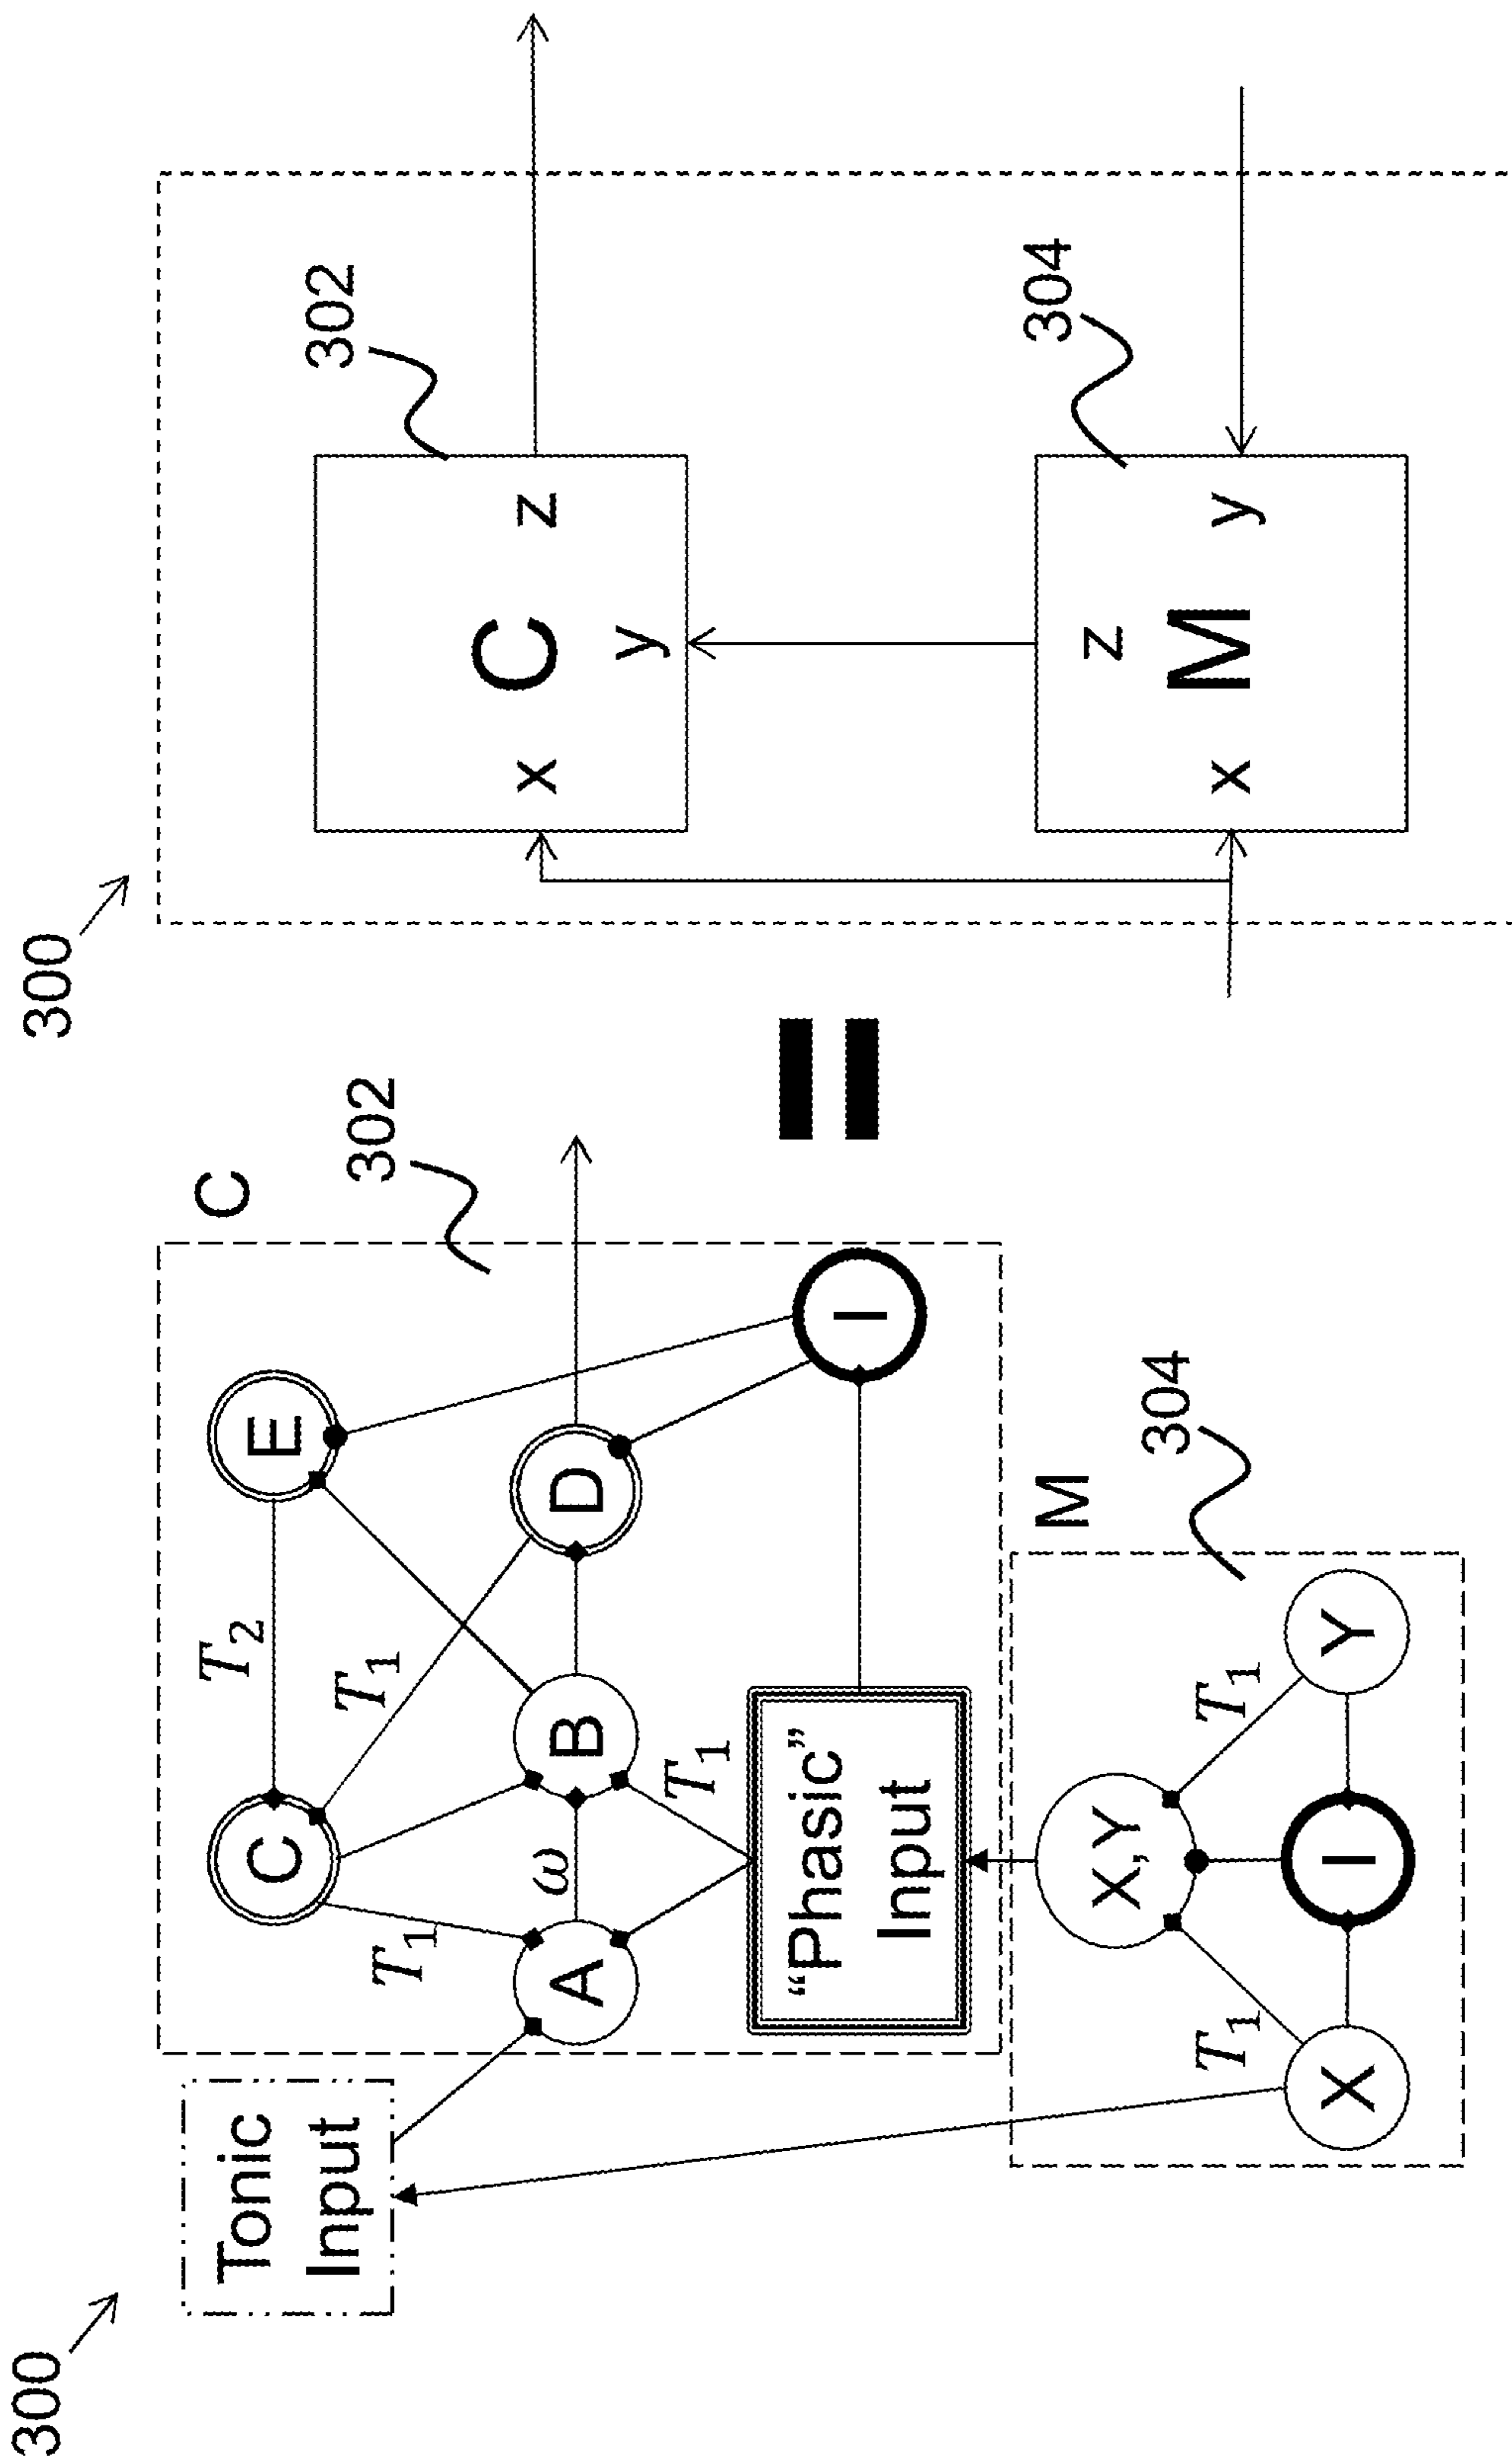 300
Tonic
Input
C
302
C
E
T2
T1
T1
A
ω
B
D
T1
"Phasic"
Input
I
M
304
X,Y
T1
T1
X
I
Y
300
302
C
x
y
z
304
z
M
x
y